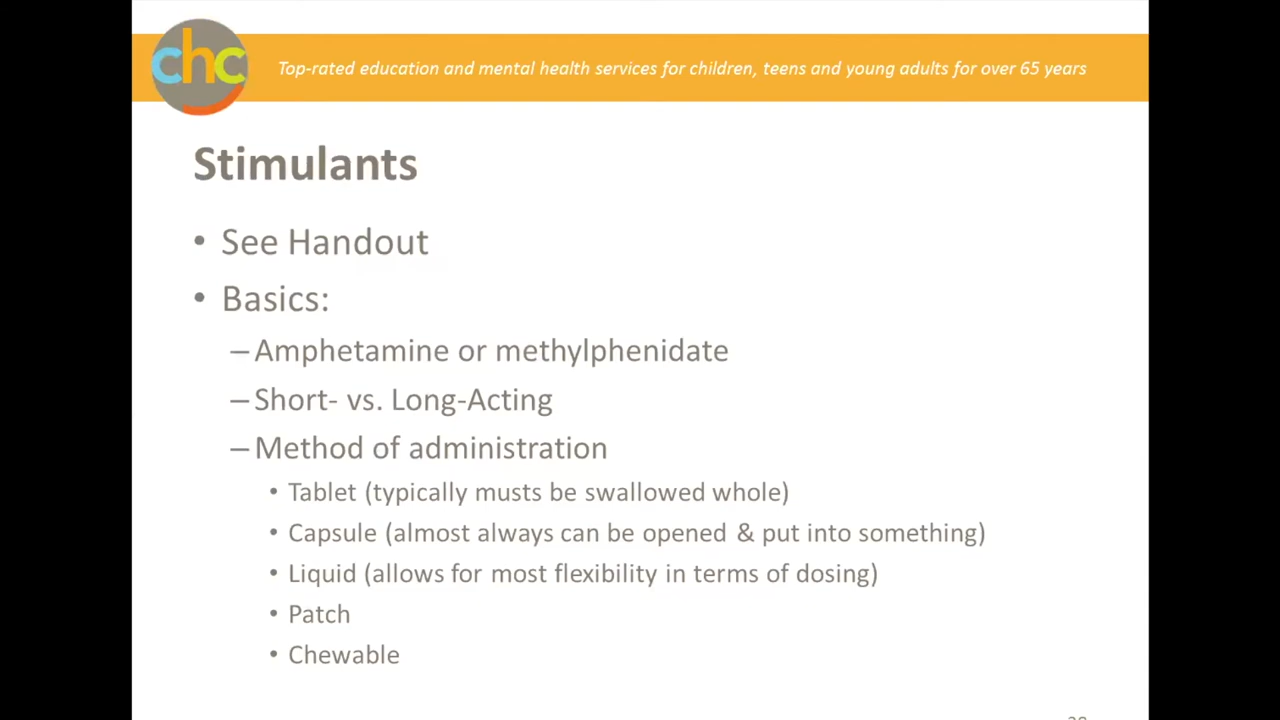 chc
Top-rated education and mental health services for children, teens and young adults for over 65 years
Stimulants
• See Handout
• Basics:
– Amphetamine or methylphenidate
– Short- vs. Long-Acting
– Method of administration
• Tablet (typically musts be swallowed whole)
• Capsule (almost always can be opened & put into something)
• Liquid (allows for most flexibility in terms of dosing)
• Patch
• Chewable